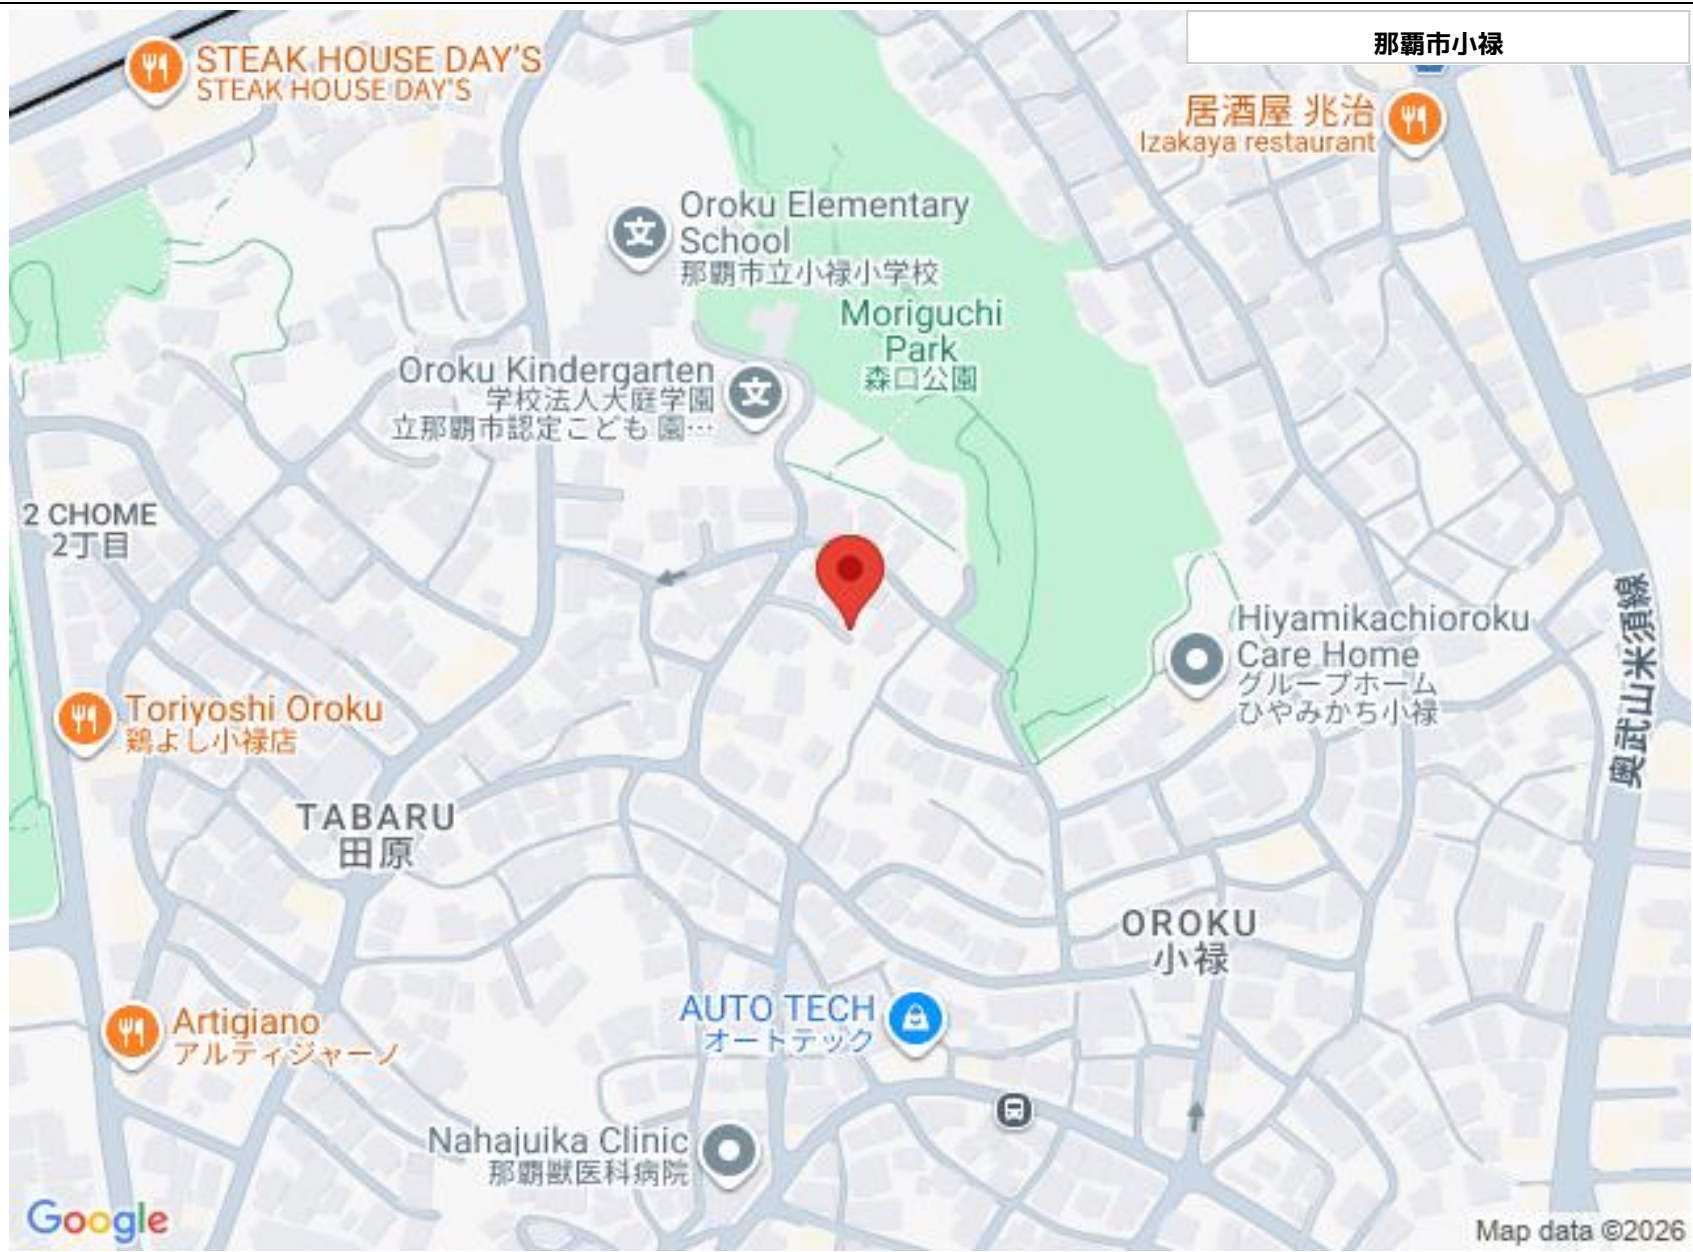 那覇市小禄
STEAK HOUSE DAY'S
STEAK HOUSE DAY'S
居酒屋 兆治
Izakaya restaurant
Oroku Elementary
School
那覇市立小禄小学校
Moriguchi
Park
森口公園
Oroku Kindergarten
学校法人大庭学園
立那覇市認定こども園…
2 CHOME
2丁目
Hiyamikachioroku
Care Home
グループホーム
ひやみかち小禄
奥武山米須線
Toriyoshi Oroku
鶏よし小禄店
TABARU
田原
OROKU
小禄
AUTO TECH
オートテック
Artigiano
アルティジャーノ
Nahajuika Clinic
那覇獣医科病院
Google
Map data ©2026